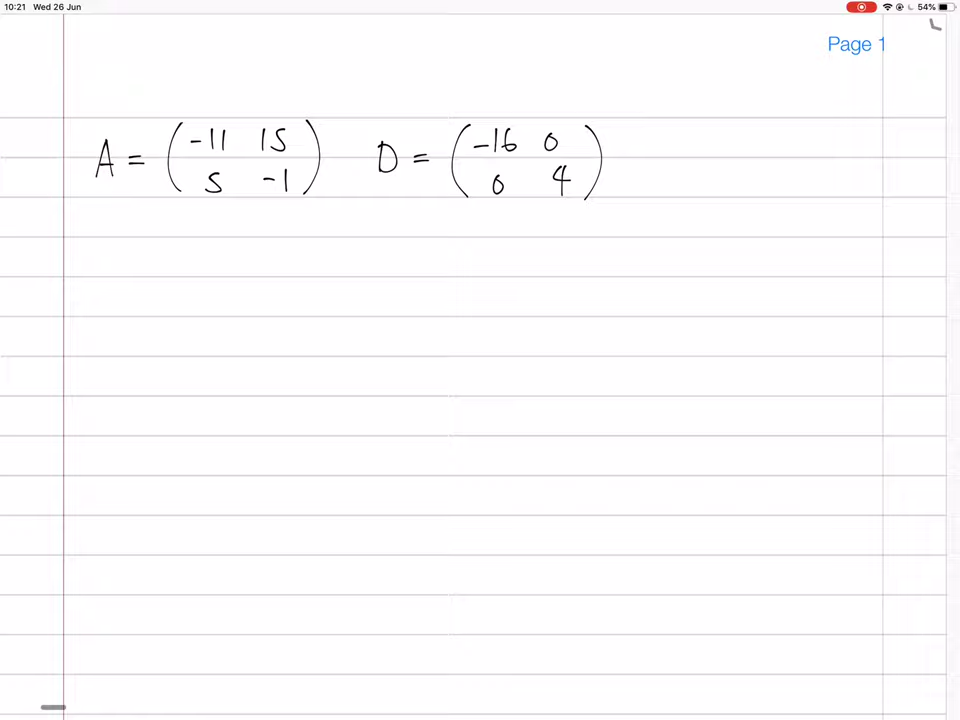 10:21 Wed 26 Jun 54%
Page 1
A = (-11 15) D = (-16 0)
(5 -1) (0 4)